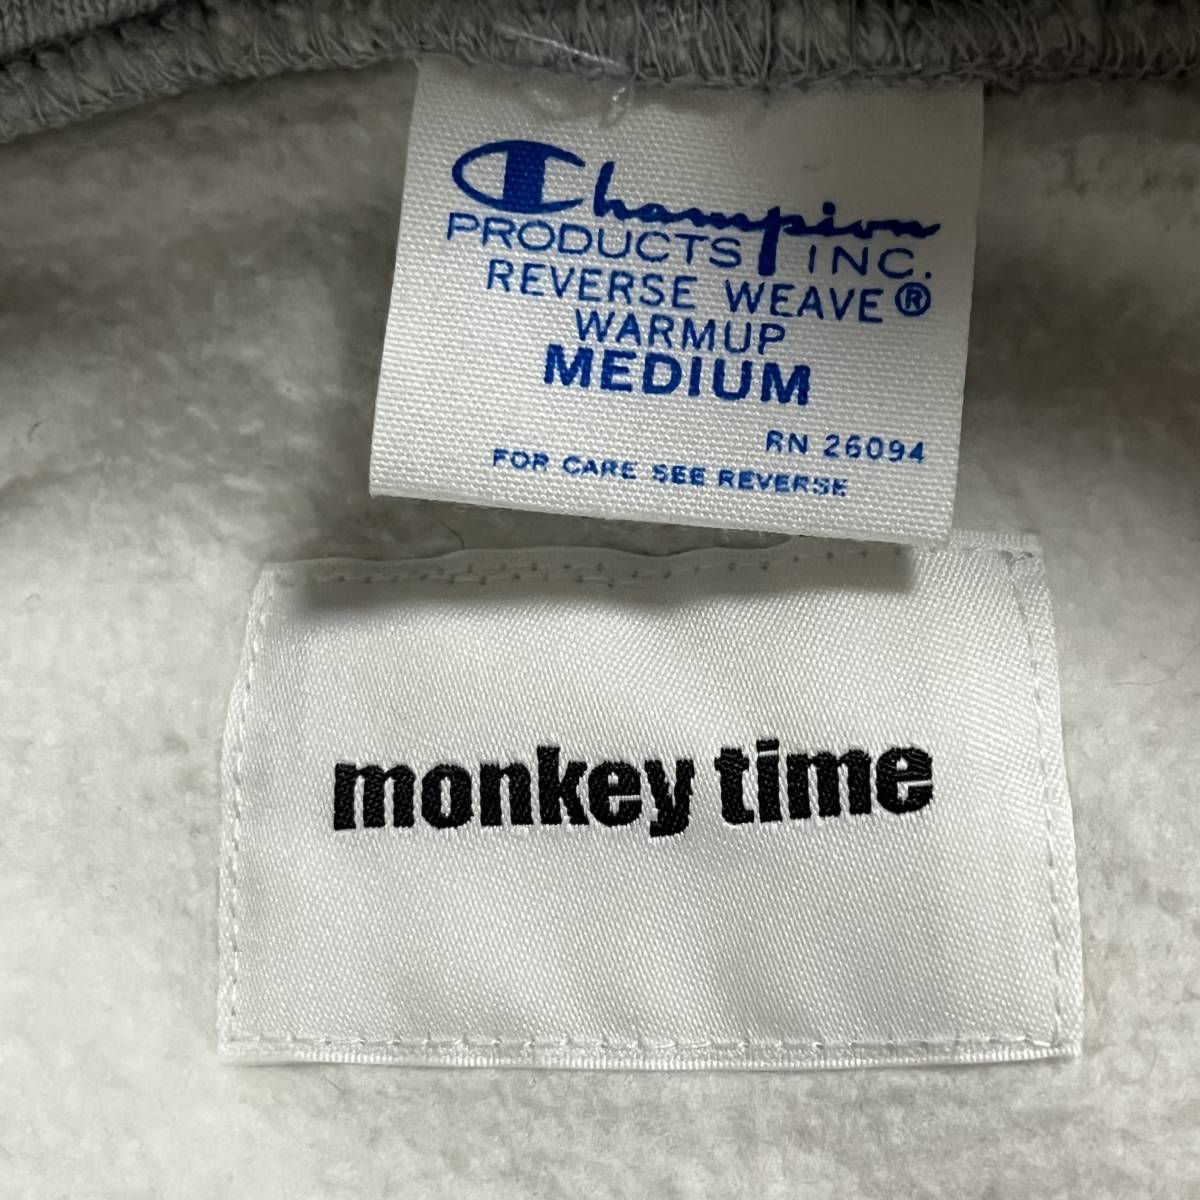 Champion
PRODUCTS INC.
REVERSE WEAVE®
WARMUP
MEDIUM
RN 26094
FOR CARE SEE REVERSE
monkey time